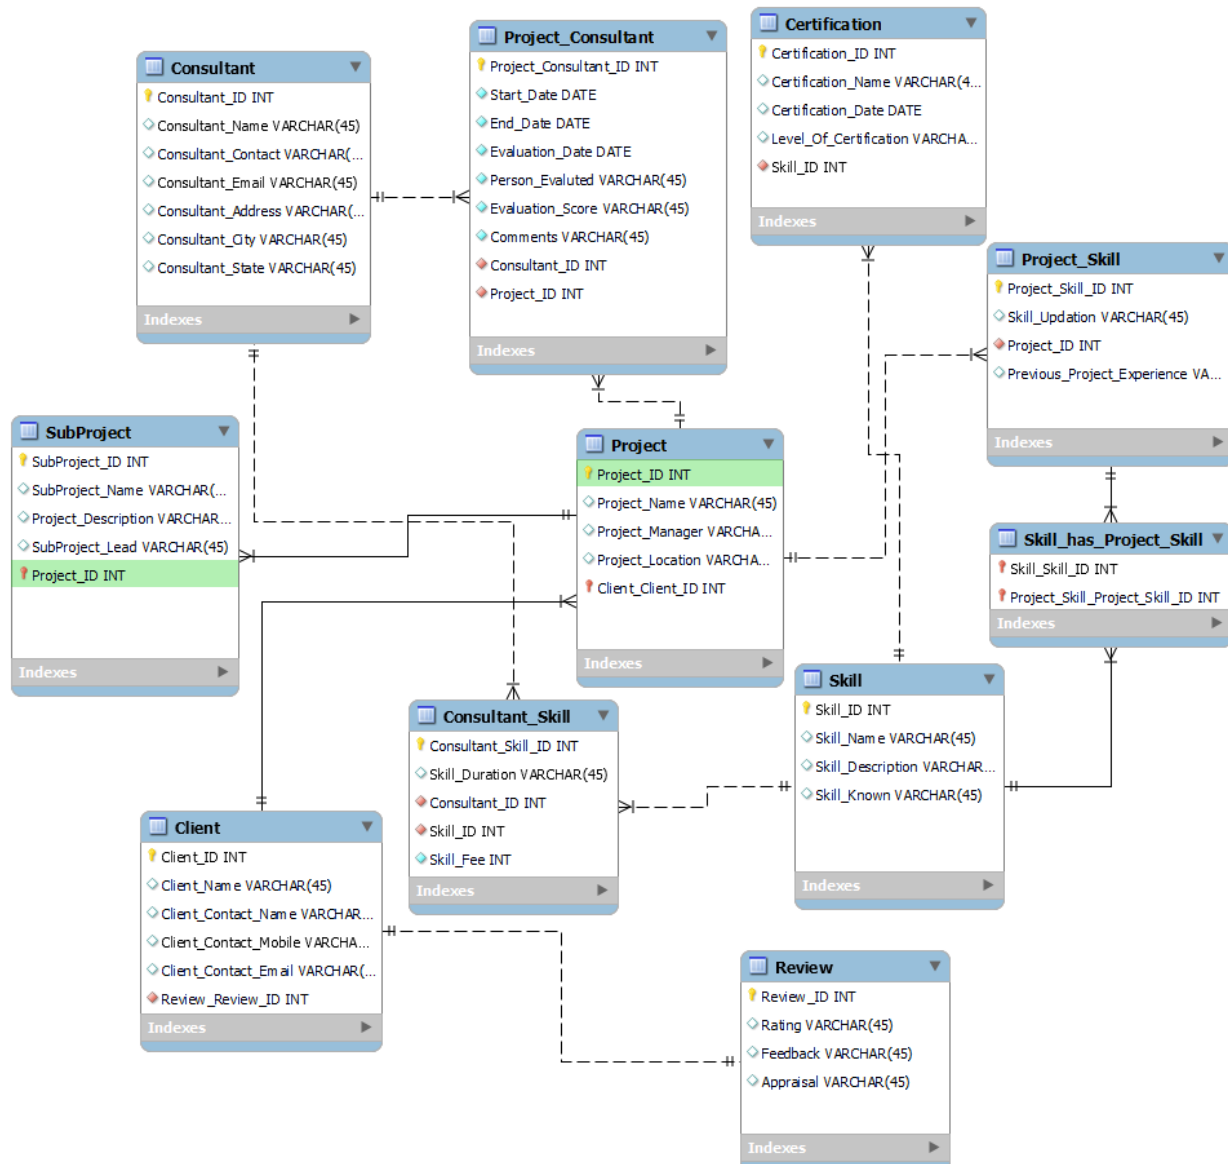 Consultant
Consultant_ID INT
Consultant_Name VARCHAR(45)
Consultant_Contact VARCHAR(...
Consultant_Email VARCHAR(45)
Consultant_Address VARCHAR(...
Consultant_City VARCHAR(45)
Consultant_State VARCHAR(45)
Indexes
Project_Consultant
Project_Consultant_ID INT
Start_Date DATE
End_Date DATE
Evaluation_Date DATE
Person_Evaluted VARCHAR(45)
Evaluation_Score VARCHAR(45)
Comments VARCHAR(45)
Consultant_ID INT
Project_ID INT
Indexes
Certification
Certification_ID INT
Certification_Name VARCHAR(4...
Certification_Date DATE
Level_Of_Certification VARCHA...
Skill_ID INT
Indexes
Project_Skill
Project_Skill_ID INT
Skill_Updation VARCHAR(45)
Project_ID INT
Previous_Project_Experience VA...
Indexes
SubProject
SubProject_ID INT
SubProject_Name VARCHAR(...
Project_Description VARCHAR...
SubProject_Lead VARCHAR(45)
Project_ID INT
Indexes
Project
Project_ID INT
Project_Name VARCHAR(45)
Project_Manager VARCHA...
Project_Location VARCHA...
Client_Client_ID INT
Indexes
Skill_has_Project_Skill
Skill_Skill_ID INT
Project_Skill_Project_Skill_ID INT
Indexes
Consultant_Skill
Consultant_Skill_ID INT
Skill_Duration VARCHAR(45)
Consultant_ID INT
Skill_ID INT
Skill_Fee INT
Indexes
Skill
Skill_ID INT
Skill_Name VARCHAR(45)
Skill_Description VARCHAR...
Skill_Known VARCHAR(45)
Indexes
Client
Client_ID INT
Client_Name VARCHAR(45)
Client_Contact_Name VARCHAR...
Client_Contact_Mobile VARCHA...
Client_Contact_Email VARCHAR(...
Review_Review_ID INT
Indexes
Review
Review_ID INT
Rating VARCHAR(45)
Feedback VARCHAR(45)
Appraisal VARCHAR(45)
Indexes